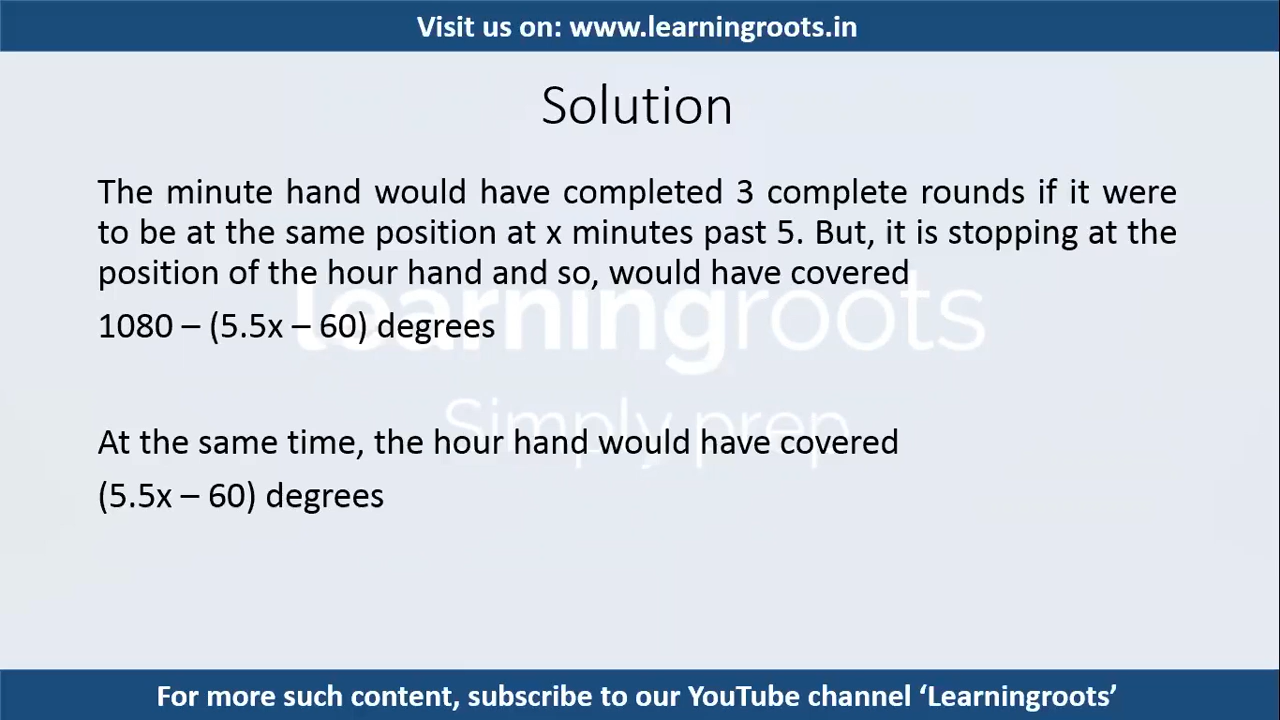 Visit us on: www.learningroots.in
Solution
The minute hand would have completed 3 complete rounds if it were
to be at the same position at x minutes past 5. But, it is stopping at the
position of the hour hand and so, would have covered
learningroots
1080 – (5.5x – 60) degrees
Simply prep
At the same time, the hour hand would have covered
(5.5x – 60) degrees
For more such content, subscribe to our YouTube channel ‘Learningroots’